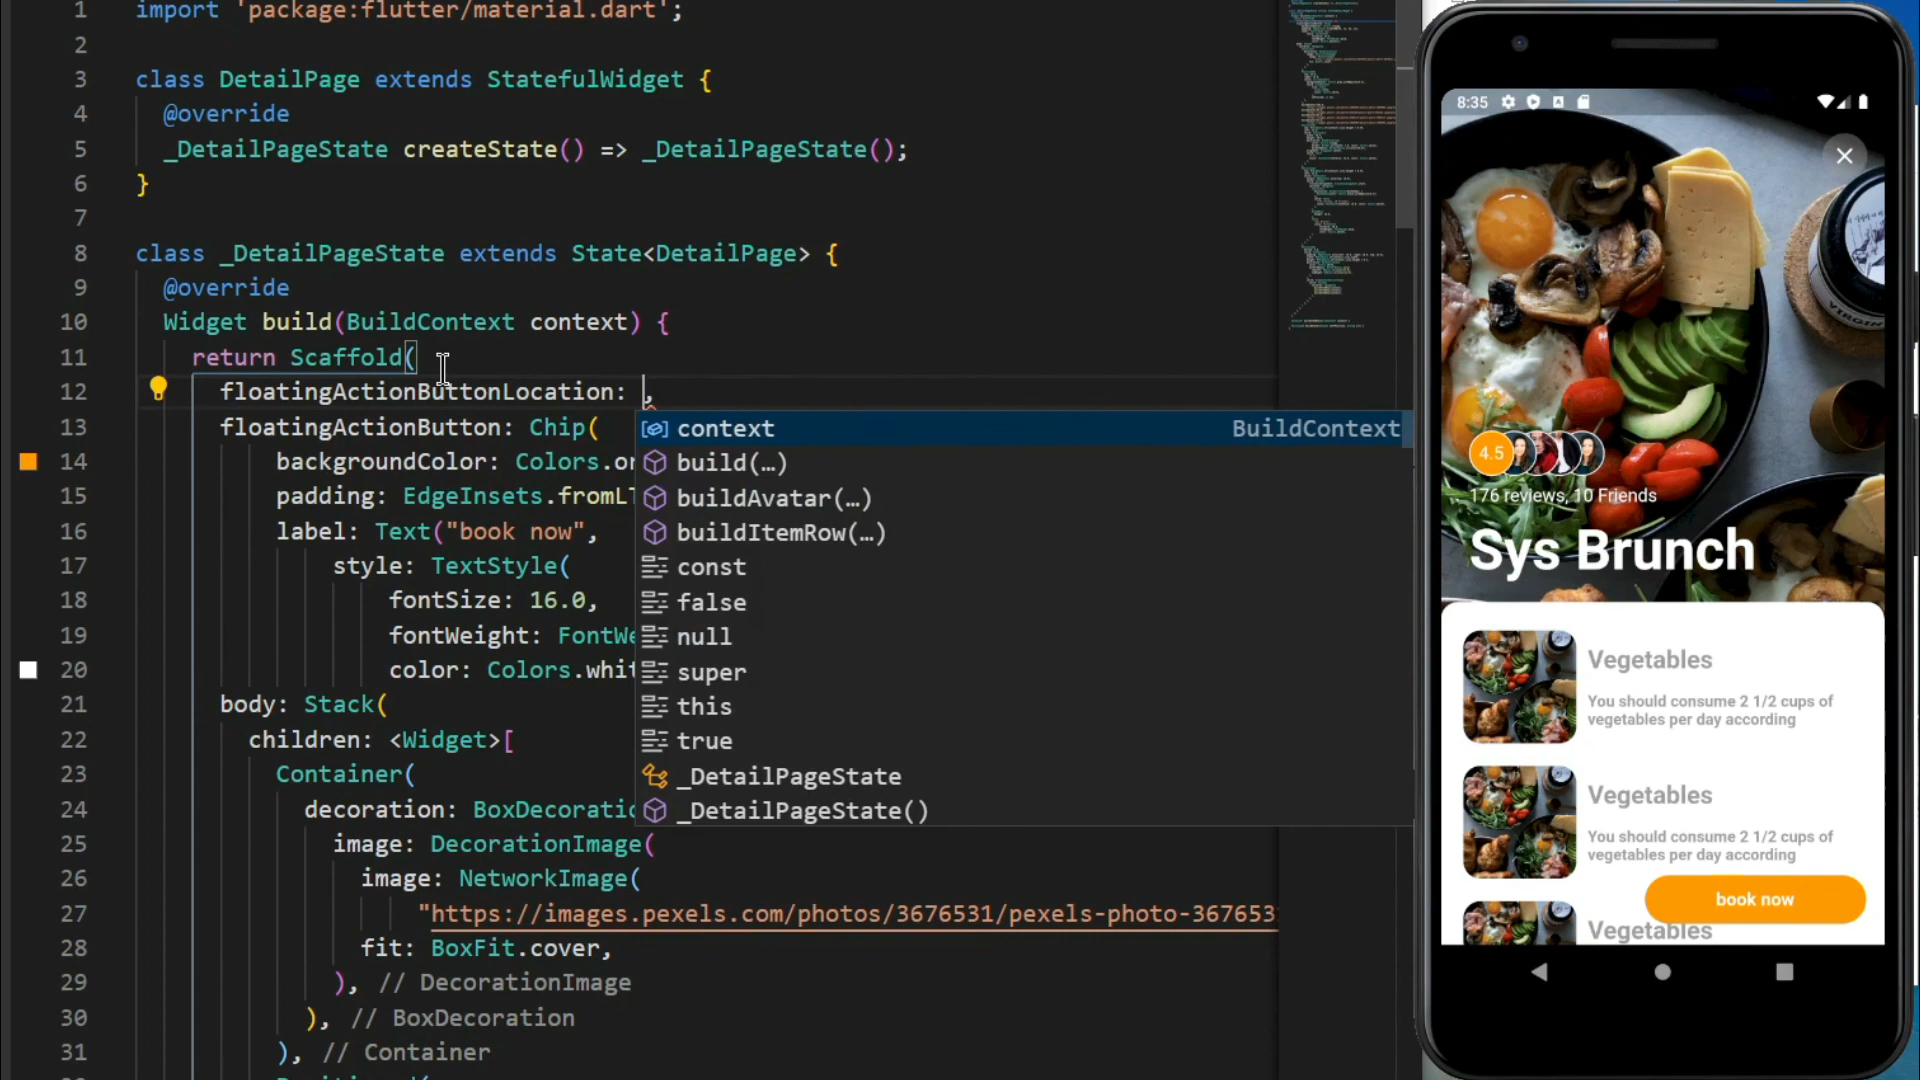 1 import 'package:flutter/material.dart';
2
3 class DetailPage extends StatefulWidget {
4 @override
5 _DetailPageState createState() => _DetailPageState();
6 }
7
8 class _DetailPageState extends State<DetailPage> {
9 @override
10 Widget build(BuildContext context) {
11 return Scaffold(
12 floatingActionButtonLocation: ,
13 floatingActionButton: Chip(
14 backgroundColor: Colors.or
15 padding: EdgeInsets.fromLT
16 label: Text("book now",
17 style: TextStyle(
18 fontSize: 16.0,
19 fontWeight: FontWe
20 color: Colors.whit
21 body: Stack(
22 children: <Widget>[
23 Container(
24 decoration: BoxDecoratio
25 image: DecorationImage(
26 image: NetworkImage(
27 "https://images.pexels.com/photos/3676531/pexels-photo-3676531
28 fit: BoxFit.cover,
29 ), // DecorationImage
30 ), // BoxDecoration
31 ), // Container
context BuildContext
build(…)
buildAvatar(…)
buildItemRow(…)
const
false
null
super
this
true
_DetailPageState
_DetailPageState()
8:35
VIRGIN
4.5
176 reviews, 10 Friends
Sys Brunch
Vegetables
You should consume 2 1/2 cups of
vegetables per day according
Vegetables
You should consume 2 1/2 cups of
vegetables per day according
book now
Vegetables